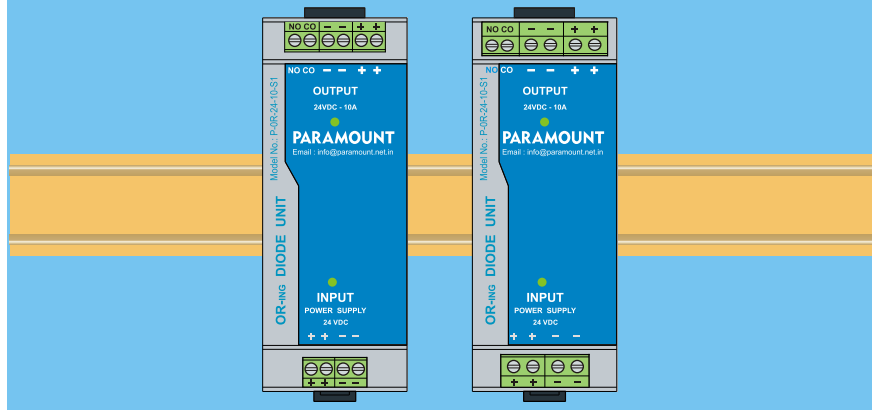 NO CO − − + +
NO CO − − + +
OUTPUT
24VDC - 10A
PARAMOUNT
Email : info@paramount.net.in
Model No.: P-0R-24-10-S1
OR-ING DIODE UNIT
INPUT
POWER SUPPLY
24 VDC
+ + − −
+ + − −
NO CO − − + +
NO CO − − + +
OUTPUT
24VDC - 10A
PARAMOUNT
Email : info@paramount.net.in
Model No.: P-0R-24-10-S1
OR-ING DIODE UNIT
INPUT
POWER SUPPLY
24 VDC
+ + − −
+ + − −